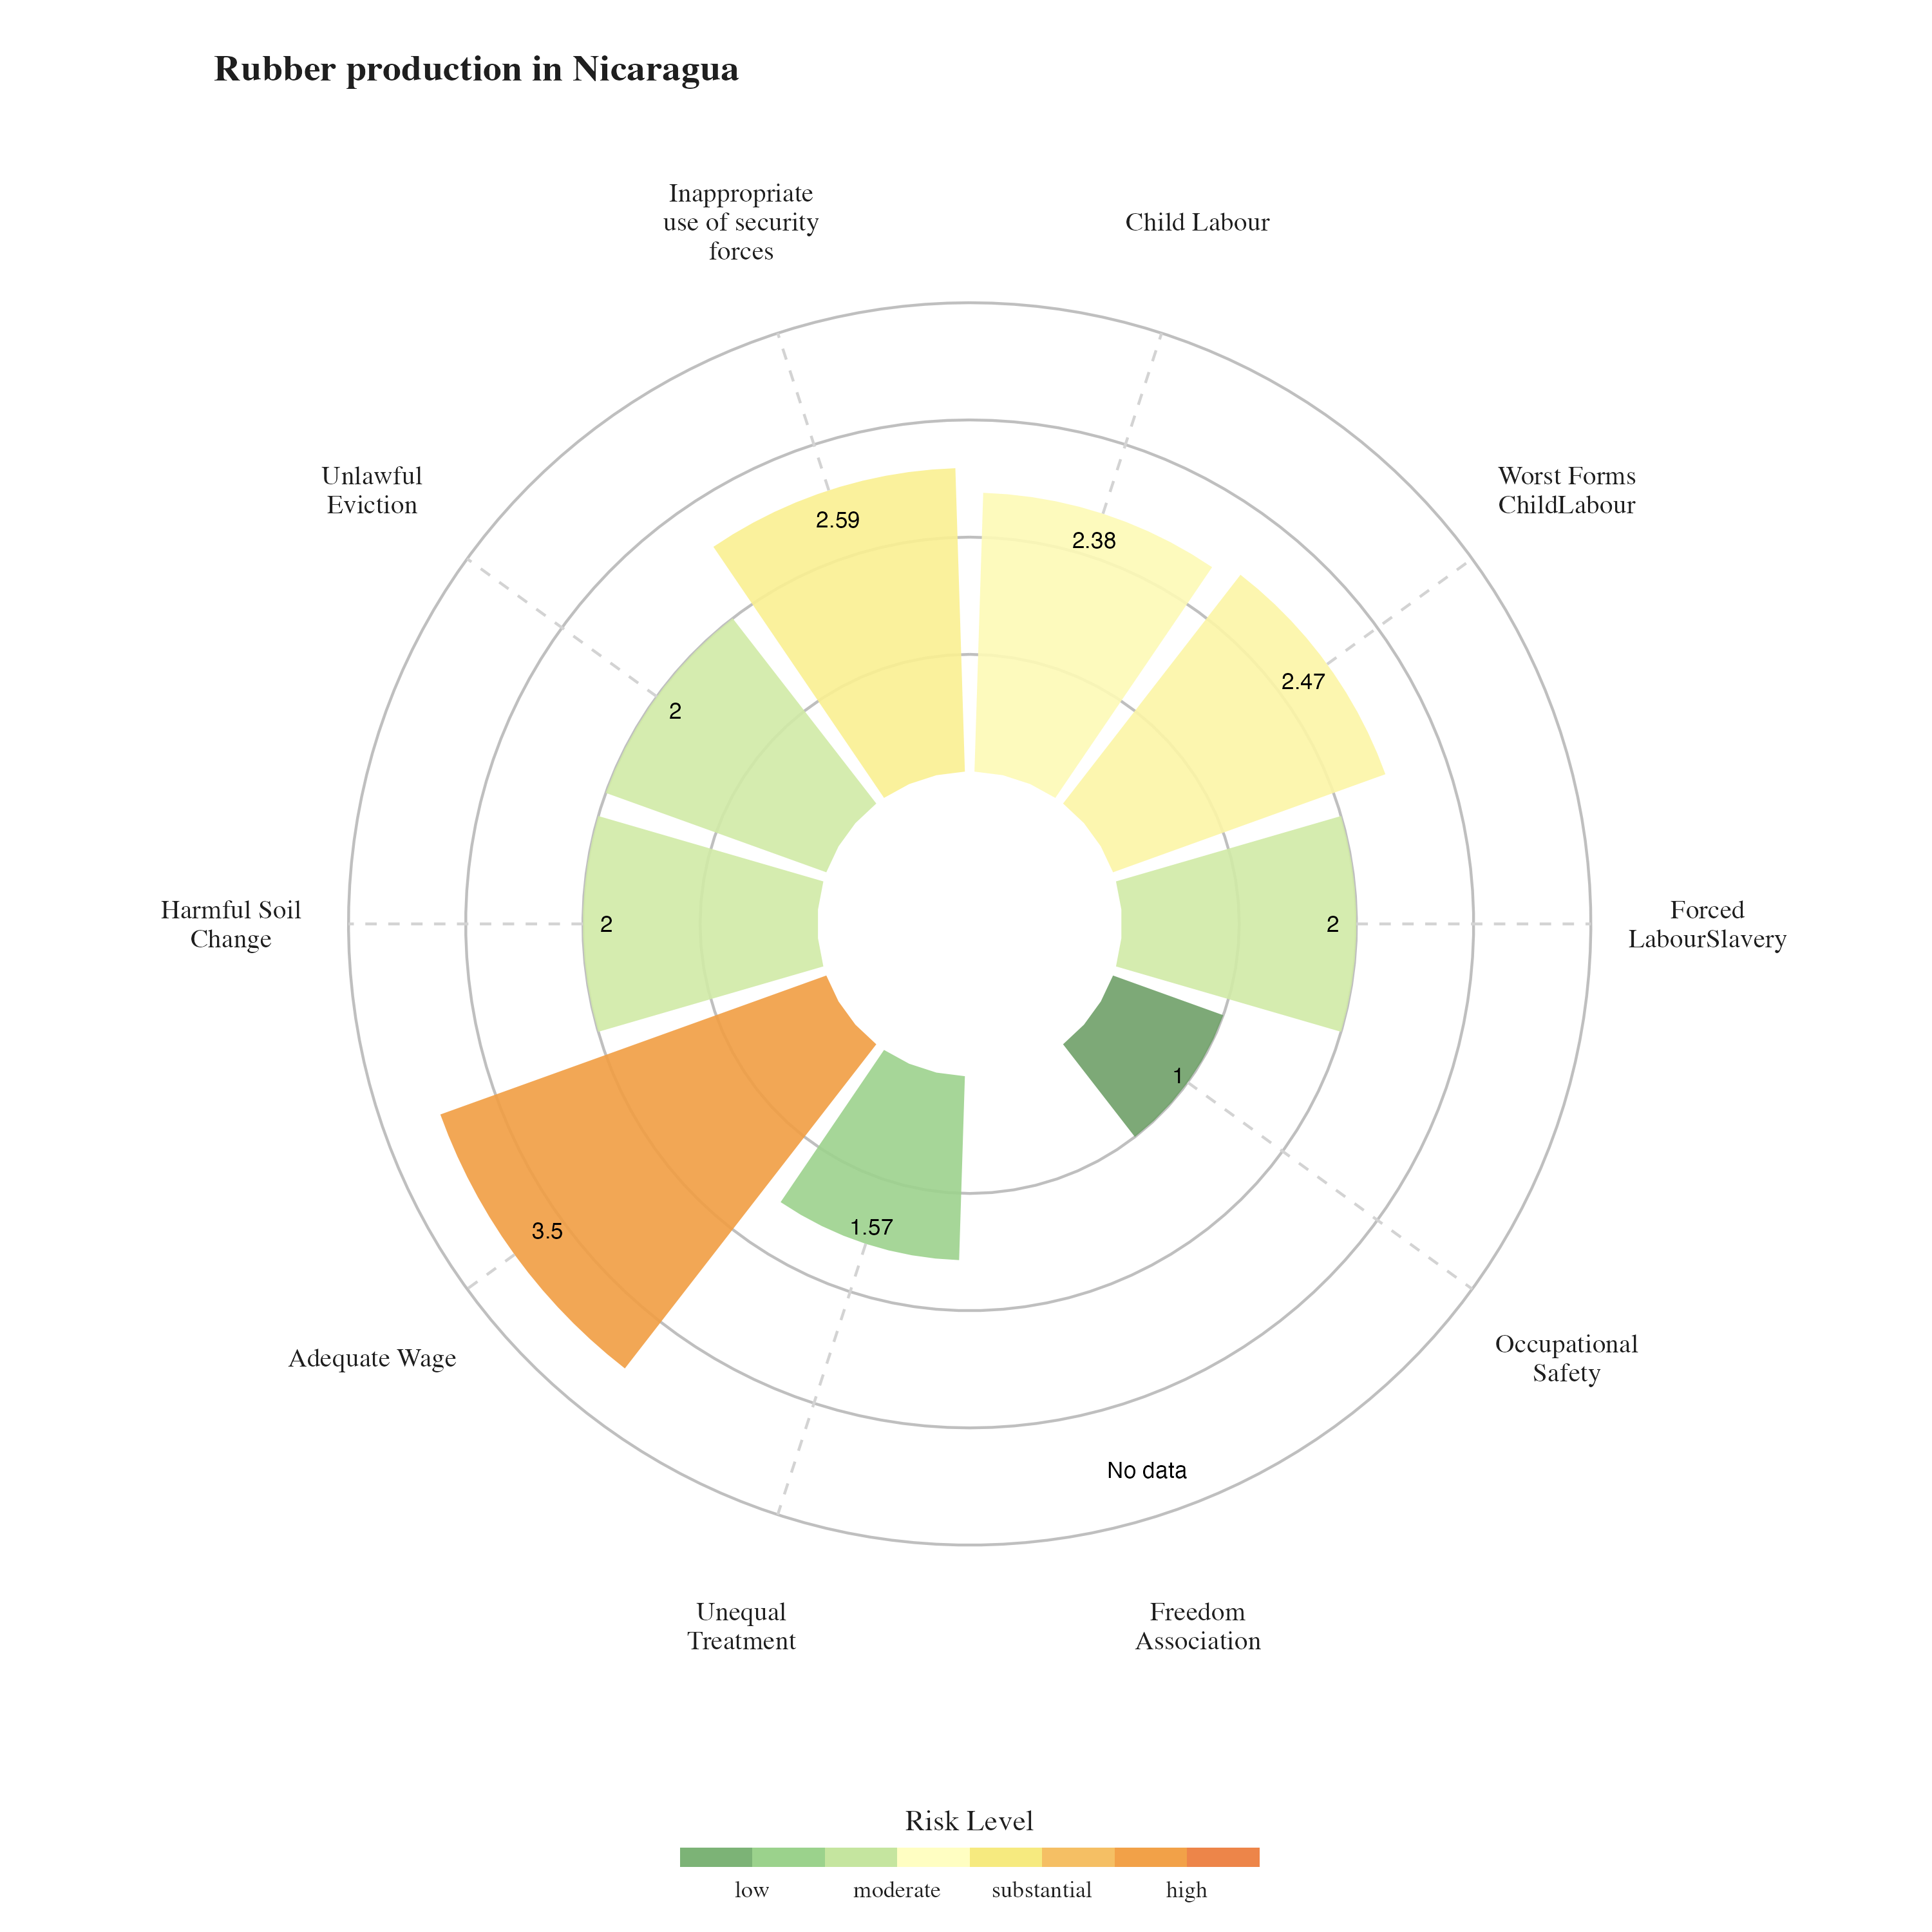 Rubber production in Nicaragua
Inappropriate
use of security
forces
Child Labour
Unlawful
Eviction
Worst Forms
ChildLabour
2.59
2.38
2.47
2
Harmful Soil
Change
2
2
Forced
LabourSlavery
1
3.5
1.57
Adequate Wage
Occupational
Safety
No data
Unequal
Treatment
Freedom
Association
Risk Level
low moderate substantial high